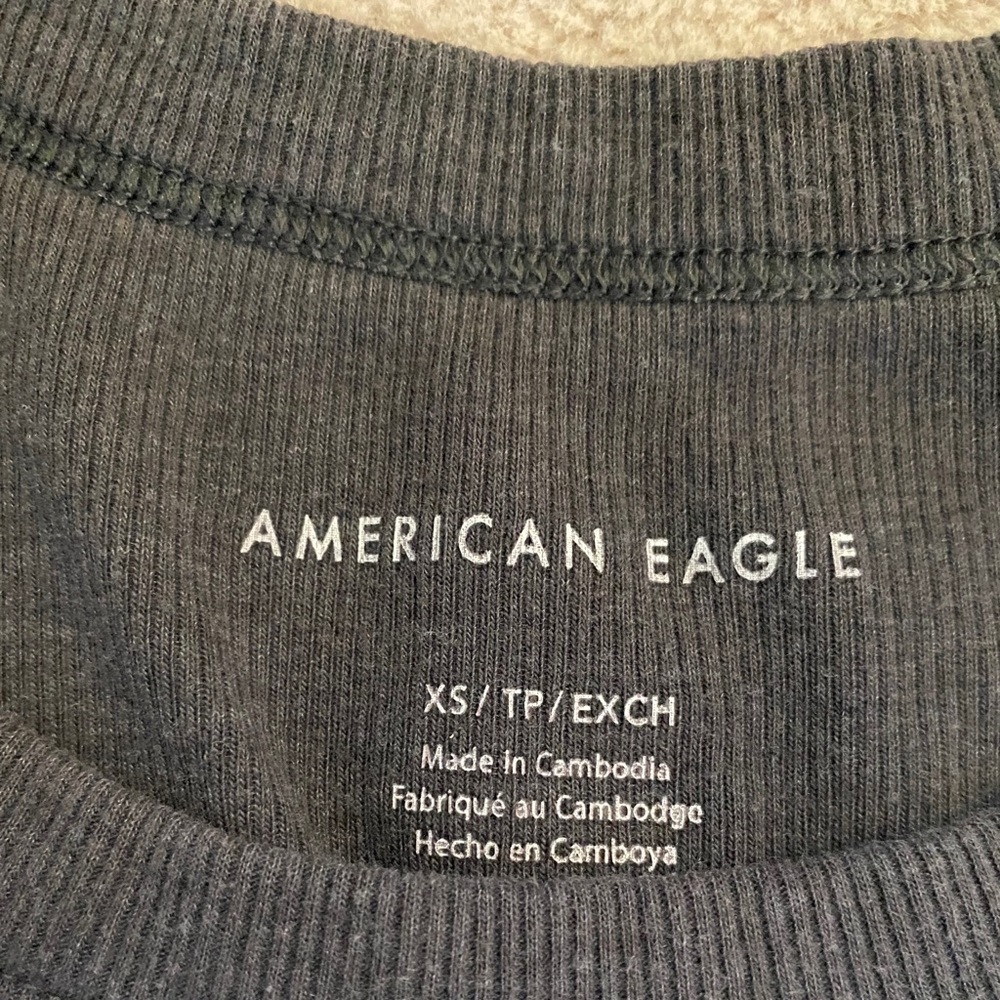 AMERICAN EAGLE
XS/TP/EXCH
Made in Cambodia
Fabriqué au Cambodge
Hecho en Camboya